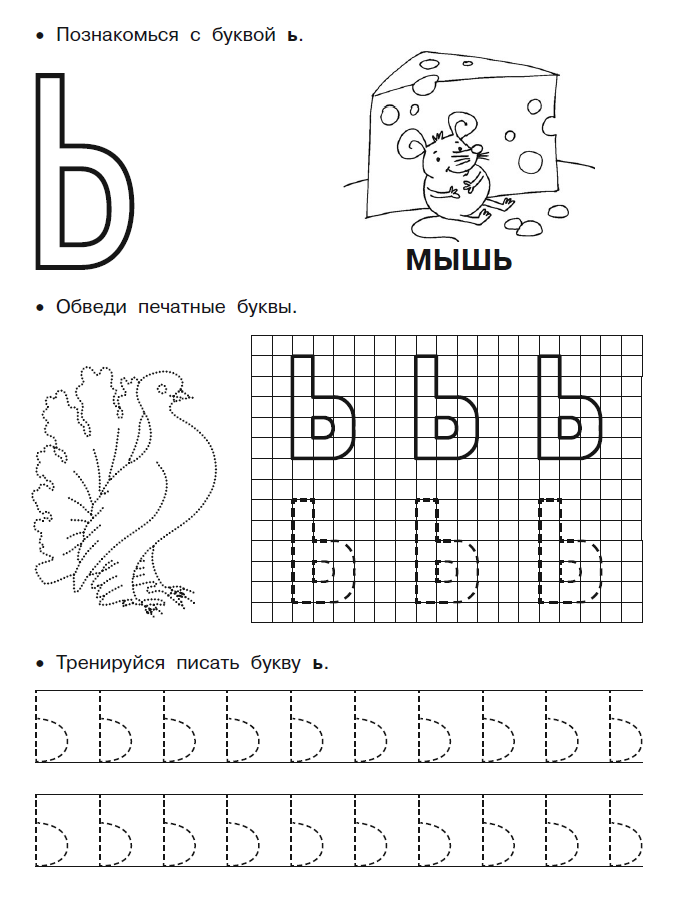 • Познакомься с буквой ь.
Ь
МЫШЬ
• Обведи печатные буквы.
Ь Ь Ь
Ь Ь Ь
• Тренируйся писать букву ь.
Ь Ь Ь Ь Ь Ь Ь Ь Ь Ь
Ь Ь Ь Ь Ь Ь Ь Ь Ь Ь